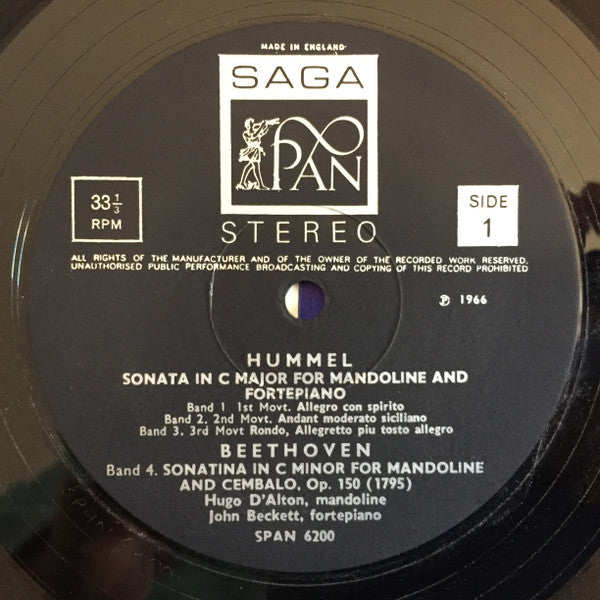 MADE IN ENGLAND
SAGA
PAN
33 1/3
RPM
SIDE
1
STEREO
ALL RIGHTS OF THE MANUFACTURER AND OF THE OWNER OF THE RECORDED WORK RESERVED.
UNAUTHORISED PUBLIC PERFORMANCE BROADCASTING AND COPYING OF THIS RECORD PROHIBITED
℗ 1966
HUMMEL
SONATA IN C MAJOR FOR MANDOLINE AND
FORTEPIANO
Band 1. 1st Movt. Allegro con spirito
Band 2. 2nd Movt. Andant moderato siciliano
Band 3. 3rd Movt Rondo, Allegretto piu tosto allegro
BEETHOVEN
Band 4. SONATINA IN C MINOR FOR MANDOLINE
AND CEMBALO, Op. 150 (1795)
Hugo D'Alton, mandoline
John Beckett, fortepiano
SPAN 6200